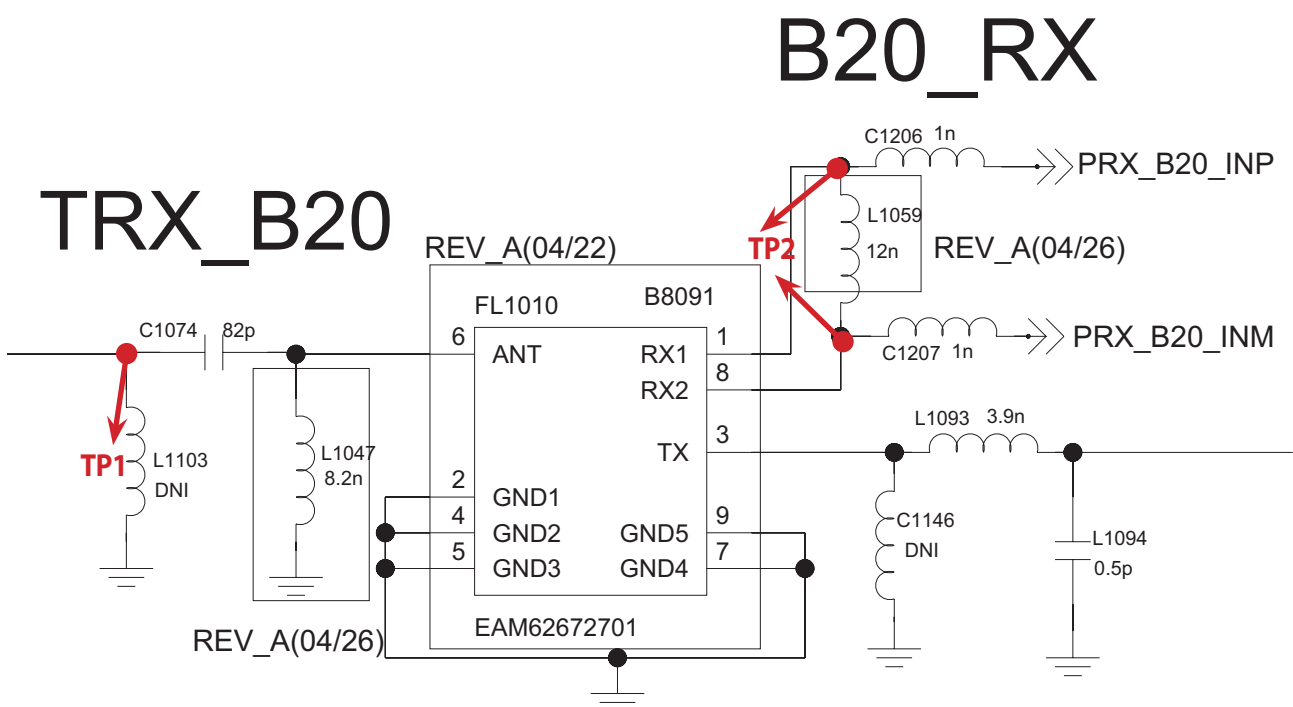 B20_RX
C1206 1n
PRX_B20_INP
TRX_B20
L1059
12n
TP2
REV_A(04/22)
REV_A(04/26)
FL1010
B8091
C1074 82p
6
ANT
RX1
1
RX2
8
C1207 1n
PRX_B20_INM
TP1
L1103
DNI
L1047
8.2n
TX
3
L1093 3.9n
2
GND1
4
GND2
5
GND3
GND5
9
GND4
7
C1146
DNI
L1094
0.5p
EAM62672701
REV_A(04/26)